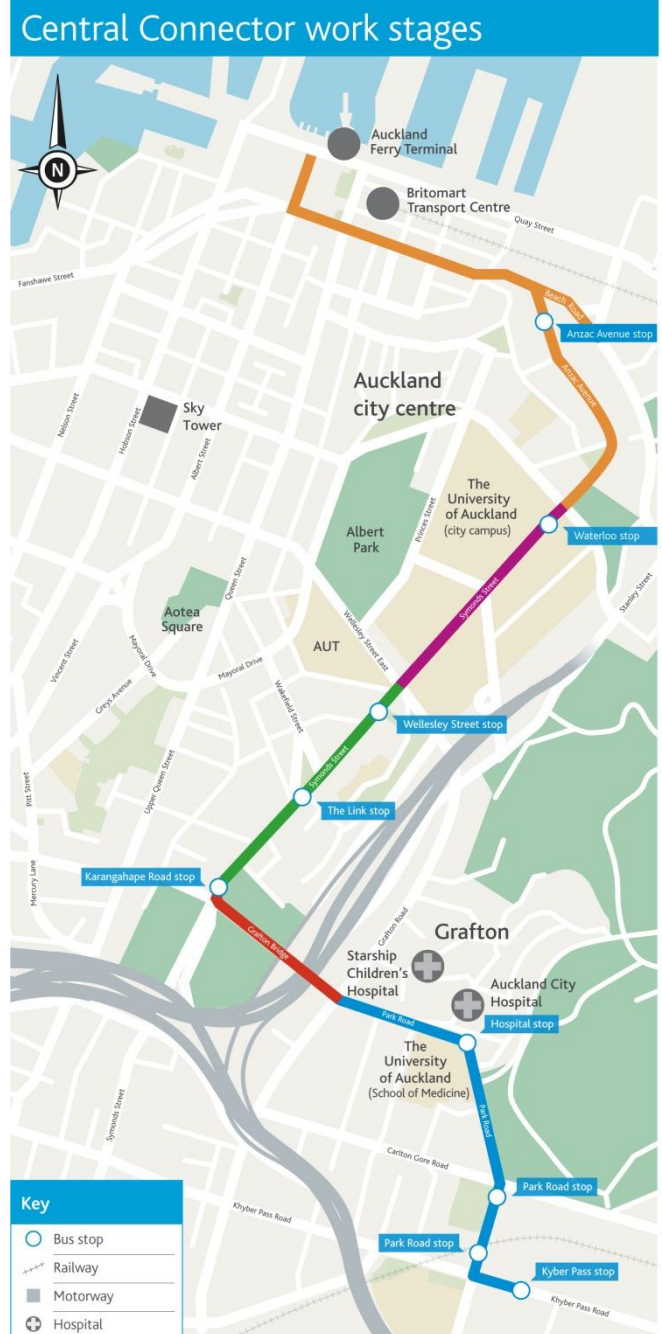 Central Connector work stages
N
Auckland
Ferry Terminal
Britomart
Transport Centre
Quay Street
Fanshawe Street
Beach Road
Anzac Avenue stop
Anzac Avenue
Auckland
city centre
Nelson Street
Hobson Street
Sky
Tower
Albert Street
The
University
of Auckland
(city campus)
Princes Street
Waterloo stop
Albert
Park
Symonds Street
Stanley Street
Queen Street
Aotea
Square
AUT
Wellesley Street East
Vincent Street
Mayoral Drive
Mayoral Drive
Greys Avenue
Wakefield Street
Wellesley Street stop
Symonds Street
Pitt Street
Upper Queen Street
The Link stop
Mercury Lane
Karangahape Road stop
Grafton Bridge
Grafton Road
Grafton
Starship
Children's
Hospital
Auckland City
Hospital
Hospital stop
Park Road
The
University
of Auckland
(School of Medicine)
Park Road
Symonds Street
Carlton Gore Road
Park Road stop
Khyber Pass Road
Park Road stop
Kyber Pass stop
Khyber Pass Road
Key
Bus stop
Railway
Motorway
Hospital